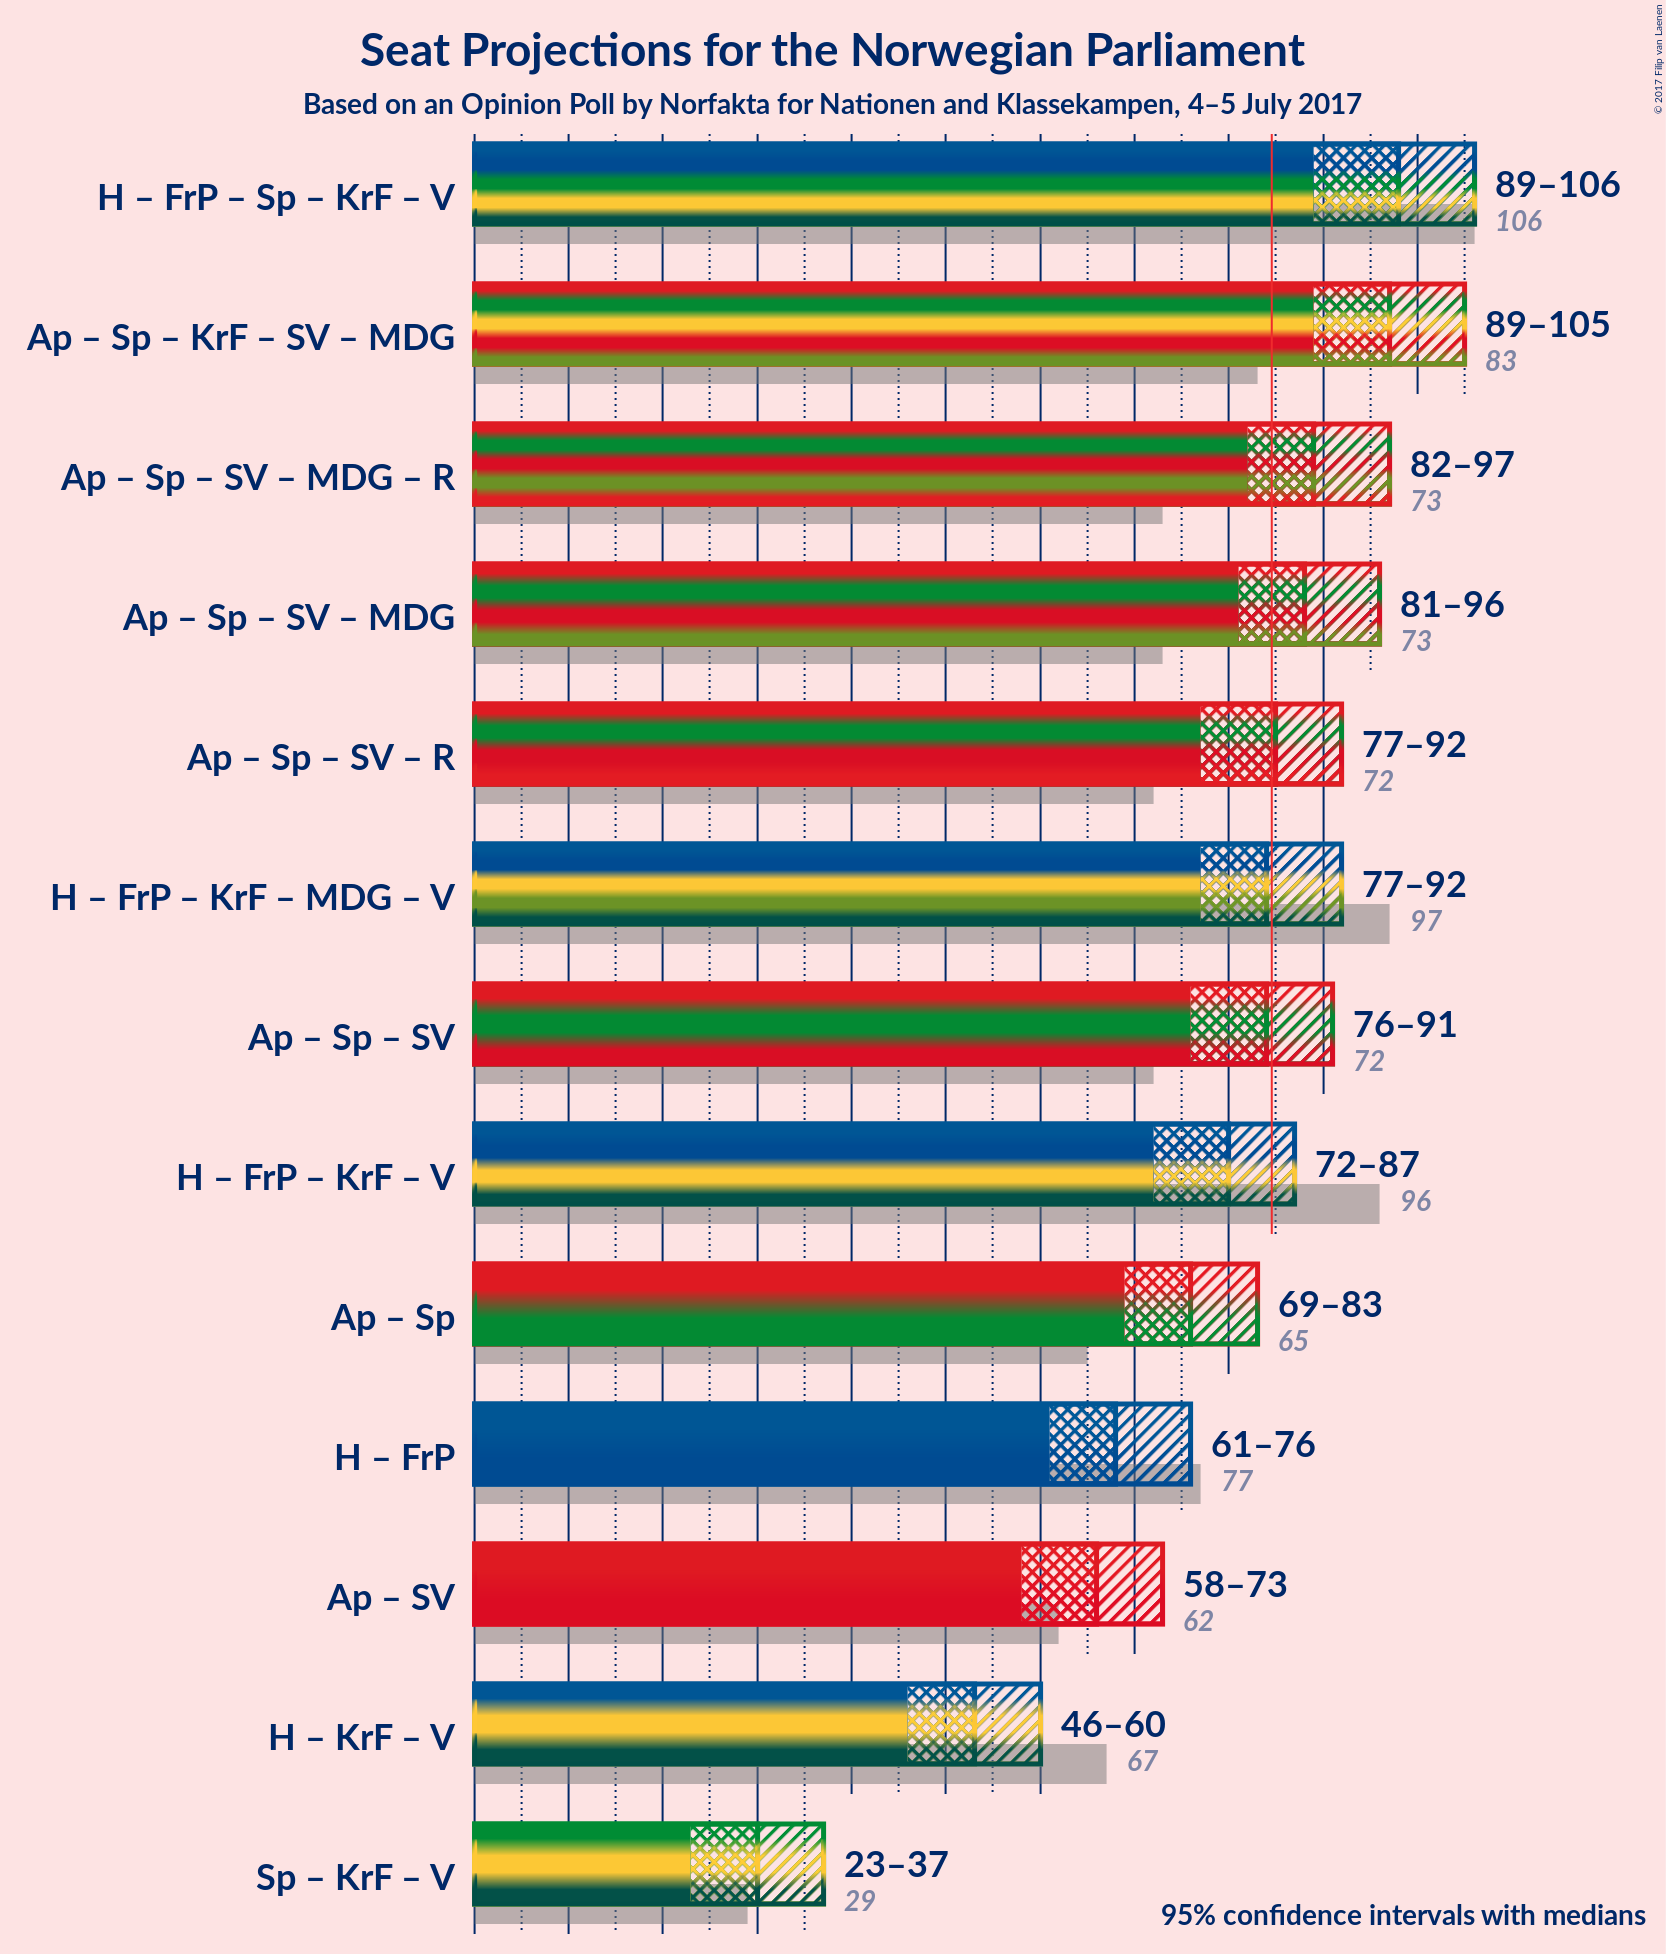 Seat Projections for the Norwegian Parliament
Based on an Opinion Poll by Norfakta for Nationen and Klassekampen, 4–5 July 2017
© 2017 Filip van Laenen
H – FrP – Sp – KrF – V
89–106
106
Ap – Sp – KrF – SV – MDG
89–105
83
Ap – Sp – SV – MDG – R
82–97
73
Ap – Sp – SV – MDG
81–96
73
Ap – Sp – SV – R
77–92
72
H – FrP – KrF – MDG – V
77–92
97
Ap – Sp – SV
76–91
72
H – FrP – KrF – V
72–87
96
Ap – Sp
69–83
65
H – FrP
61–76
77
Ap – SV
58–73
62
H – KrF – V
46–60
67
Sp – KrF – V
23–37
29
95% confidence intervals with medians